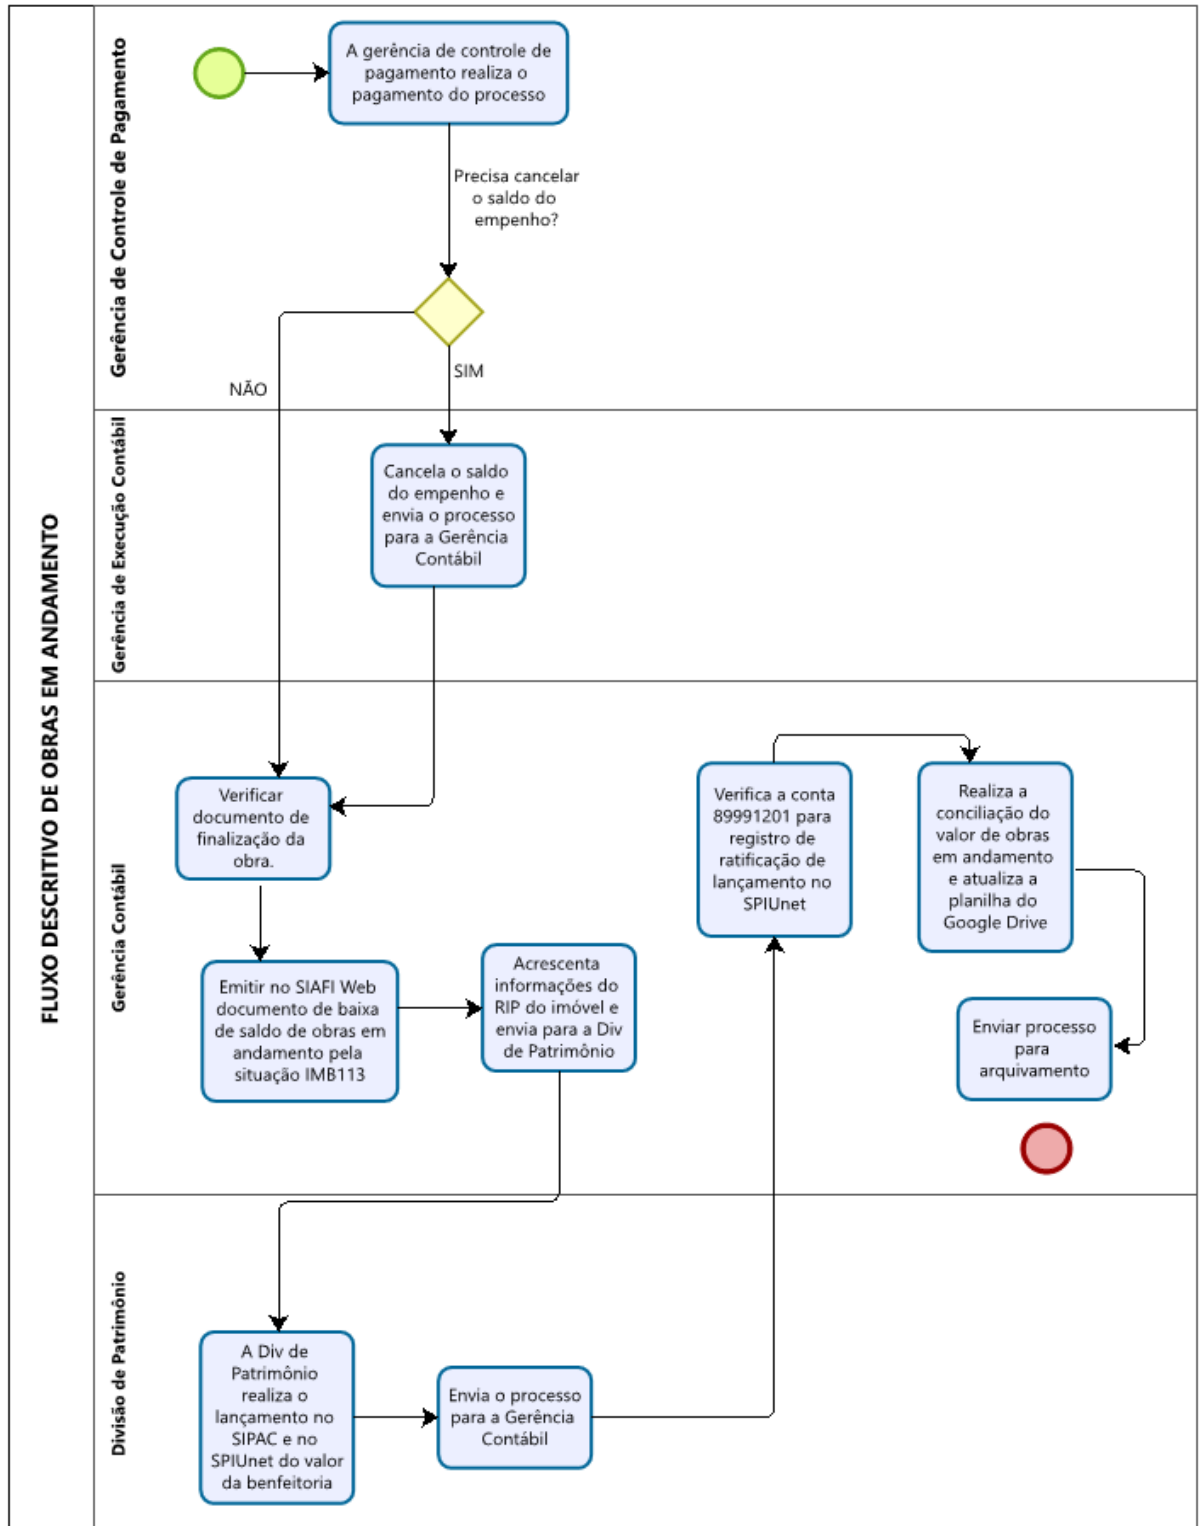 FLUXO DESCRITIVO DE OBRAS EM ANDAMENTO
Gerência de Controle de Pagamento
A gerência de controle de
pagamento realiza o
pagamento do processo
Precisa cancelar
o saldo do
empenho?
NÃO
SIM
Gerência de Execução Contábil
Cancela o saldo
do empenho e
envia o processo
para a Gerência
Contábil
Gerência Contábil
Verificar
documento de
finalização da
obra.
Emitir no SIAFI Web
documento de baixa
de saldo de obras em
andamento pela
situação IMB113
Acrescenta
informações do
RIP do imóvel e
envia para a Div
de Patrimônio
Verifica a conta
89991201 para
registro de
ratificação de
lançamento no
SPIUnet
Realiza a
conciliação do
valor de obras
em andamento
e atualiza a
planilha do
Google Drive
Enviar processo
para
arquivamento
Divisão de Patrimônio
A Div de
Patrimônio
realiza o
lançamento no
SIPAC e no
SPIUnet do valor
da benfeitoria
Envia o processo
para a Gerência
Contábil